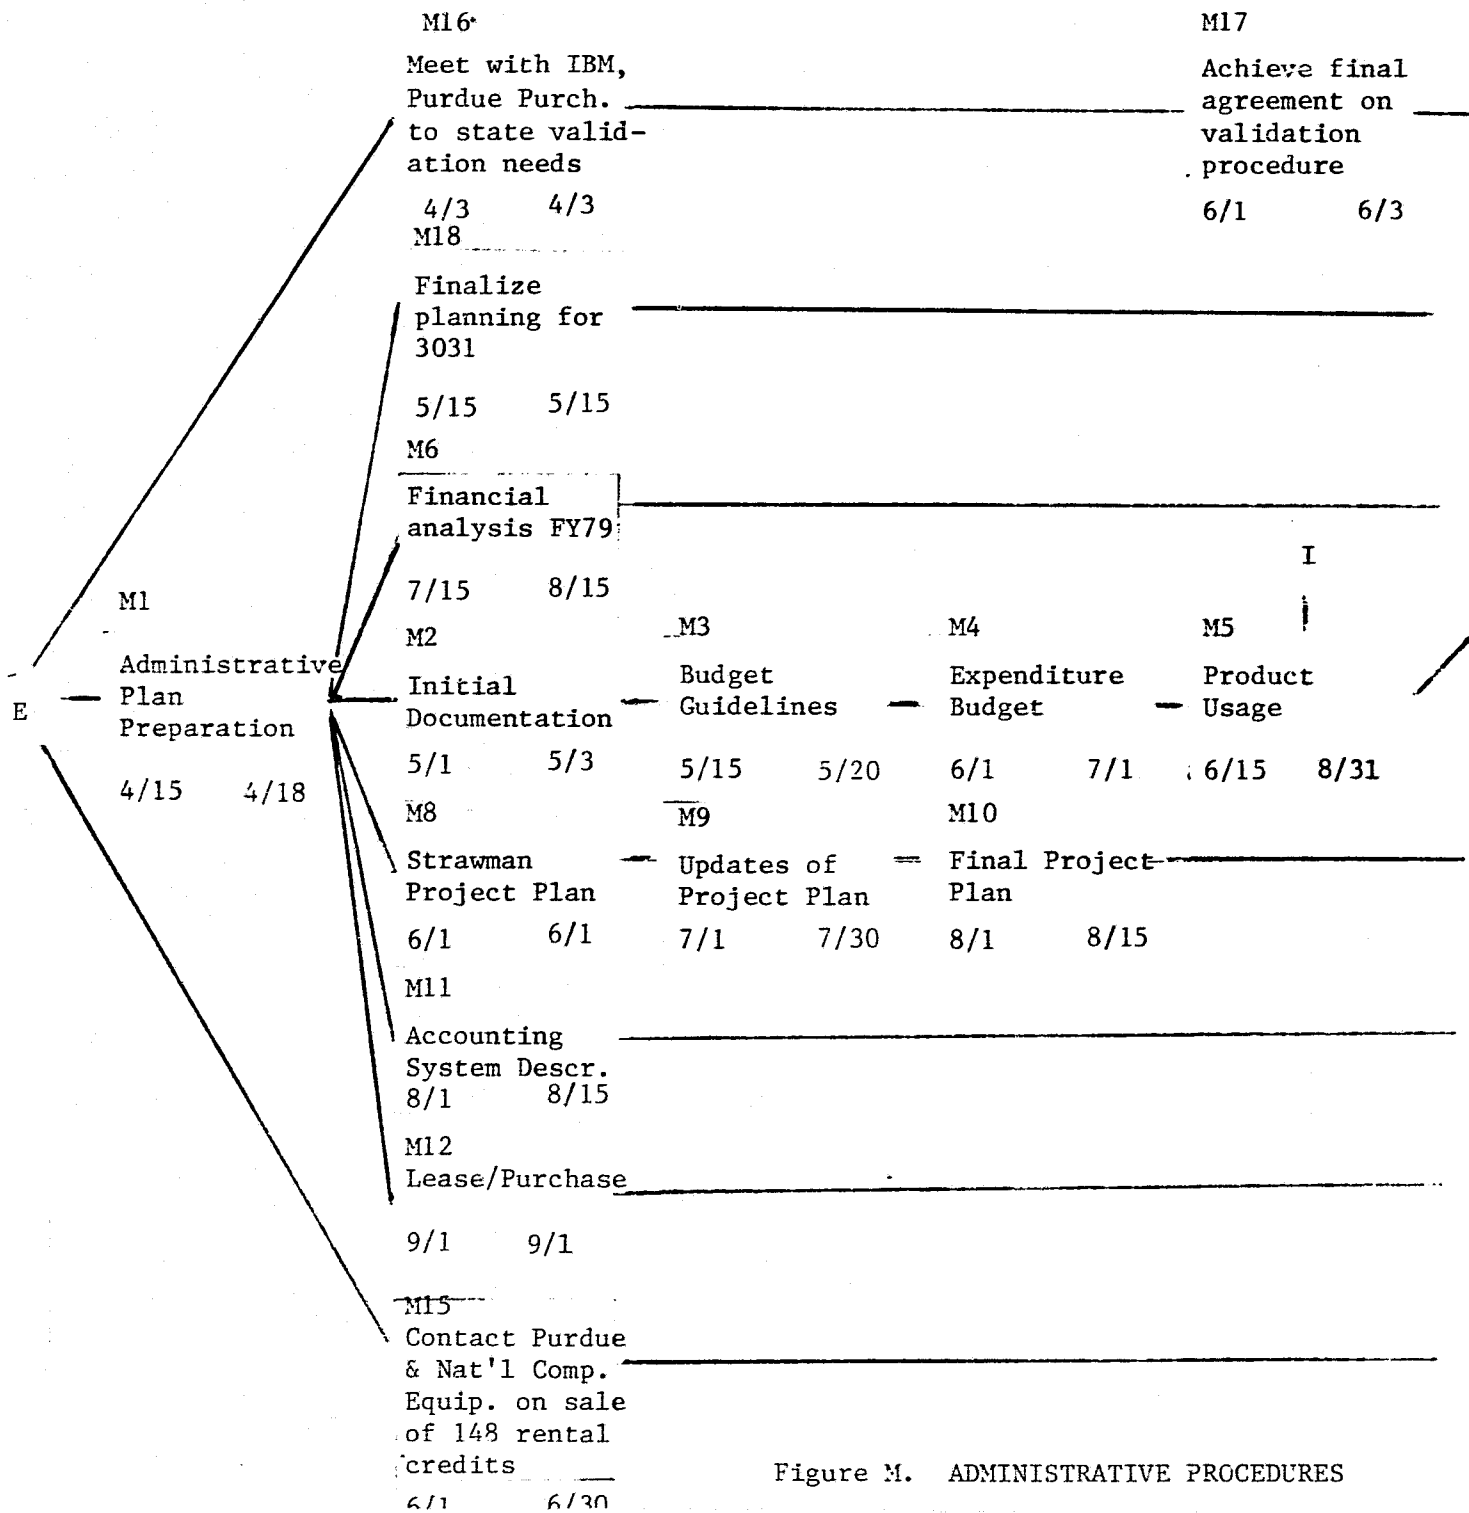 M16
Meet with IBM,
Purdue Purch.
to state valid-
ation needs
4/3 4/3
M17
Achieve final
agreement on
validation
procedure
6/1 6/3
M18
Finalize
planning for
3031
5/15 5/15
M6
Financial
analysis FY79
7/15 8/15
I
E
M1
Administrative
Plan
Preparation
4/15 4/18
M2
Initial
Documentation
5/1 5/3
M3
Budget
Guidelines
5/15 5/20
M4
Expenditure
Budget
6/1 7/1
M5
Product
Usage
6/15 8/31
M8
Strawman
Project Plan
6/1 6/1
M9
Updates of
Project Plan
7/1 7/30
M10
Final Project
Plan
8/1 8/15
M11
Accounting
System Descr.
8/1 8/15
M12
Lease/Purchase
9/1 9/1
M15
Contact Purdue
& Nat'l Comp.
Equip. on sale
of 148 rental
credits
6/1 6/30
Figure M. ADMINISTRATIVE PROCEDURES